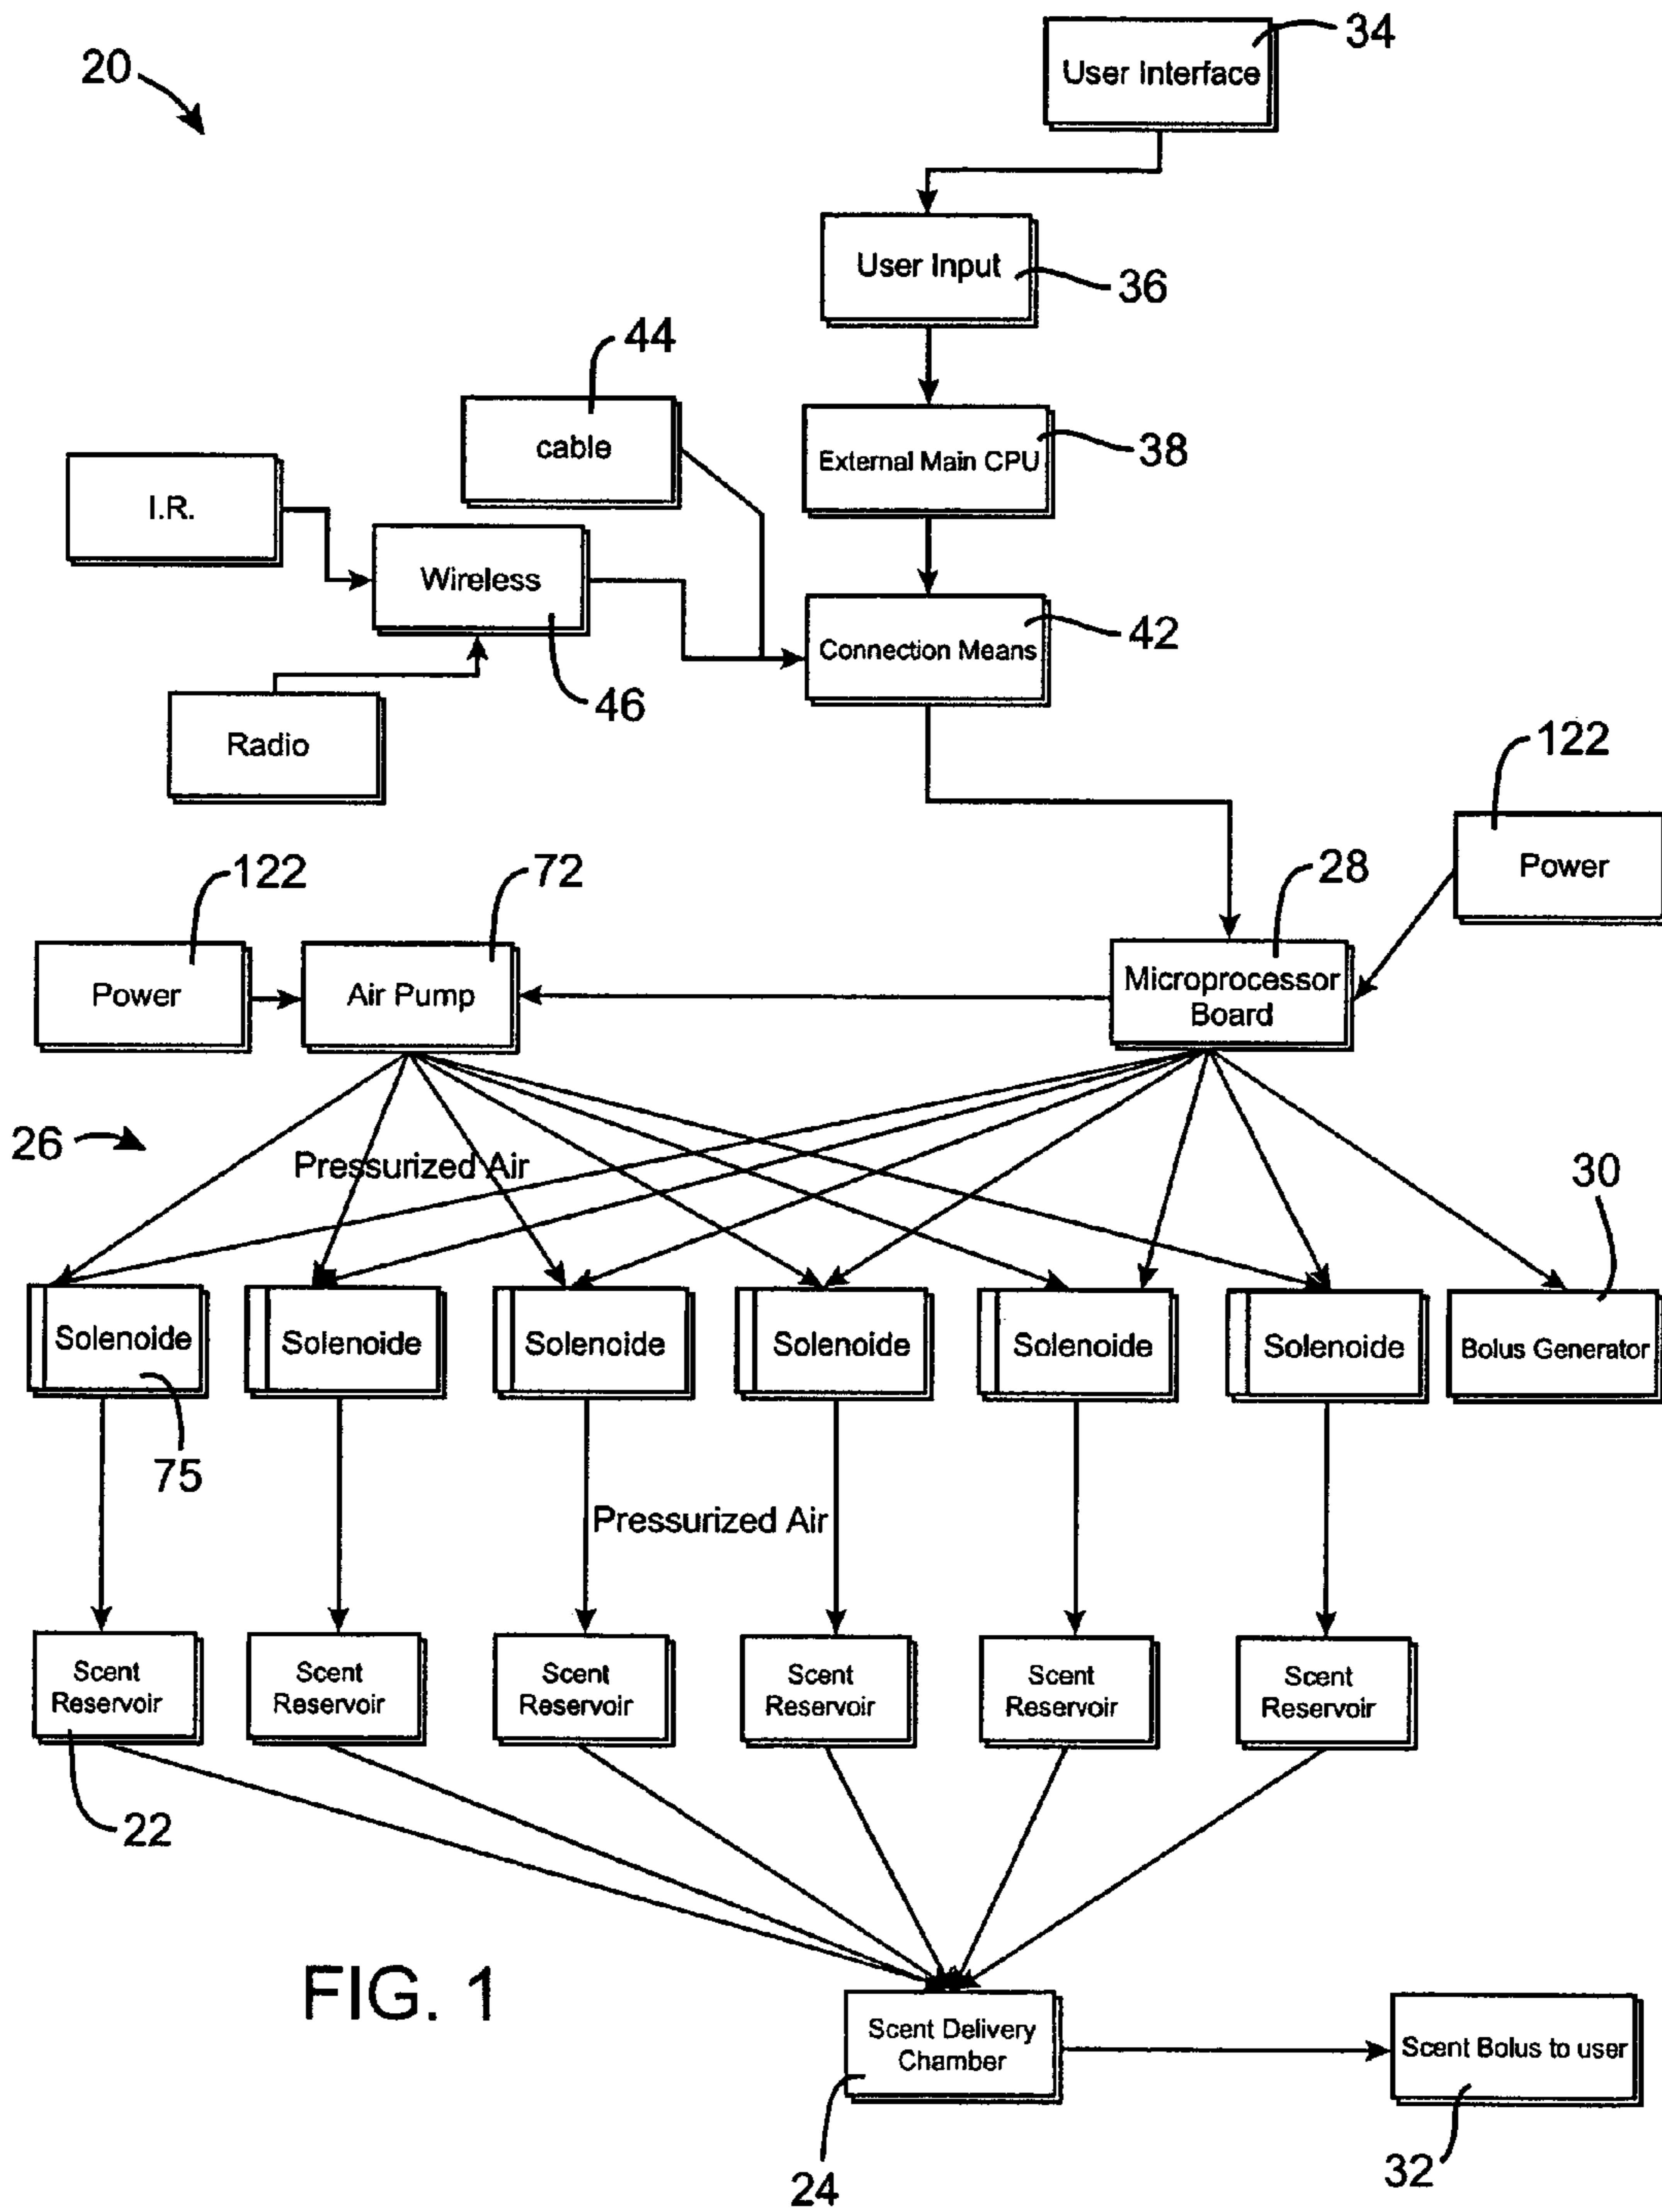 34
User Interface
20
User Input
36
44
cable
External Main CPU
38
I.R.
Wireless
46
Connection Means
42
Radio
122
Power
122
72
28
Power
Air Pump
Microprocessor
Board
26
Pressurized Air
30
Solenoide
Solenoide
Solenoide
Solenoide
Solenoide
Solenoide
Bolus Generator
75
Pressurized Air
Scent
Reservoir
Scent
Reservoir
Scent
Reservoir
Scent
Reservoir
Scent
Reservoir
Scent
Reservoir
22
FIG. 1
Scent Delivery
Chamber
Scent Bolus to user
24
32